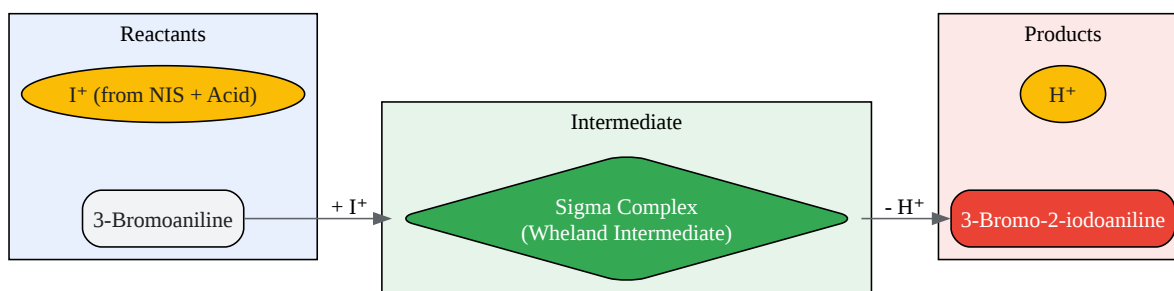 Reactants
I⁺ (from NIS + Acid)
3-Bromoaniline
+ I⁺
Intermediate
Sigma Complex
(Wheland Intermediate)
- H⁺
Products
H⁺
3-Bromo-2-iodoaniline